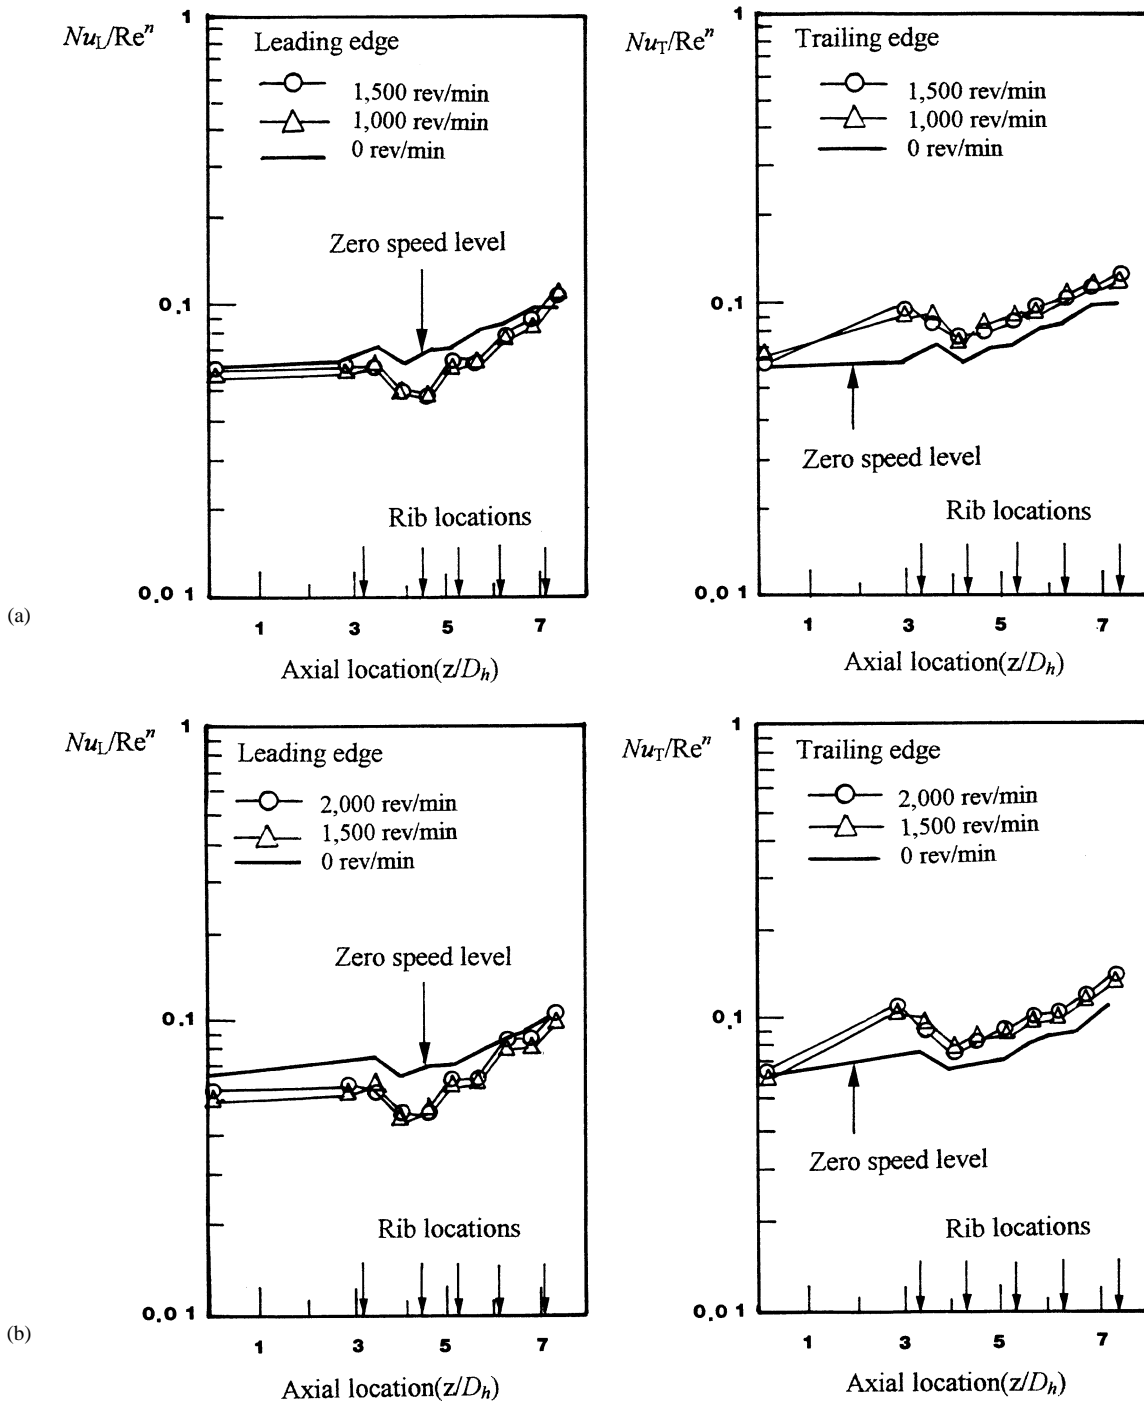 (a)
Nu_L/Re^n
1
0.1
0.01
Leading edge
1,500 rev/min
1,000 rev/min
0 rev/min
Zero speed level
Rib locations
1 3 5 7
Axial location(z/D_h)
Nu_T/Re^n
1
0.1
0.01
Trailing edge
1,500 rev/min
1,000 rev/min
0 rev/min
Zero speed level
Rib locations
1 3 5 7
Axial location(z/D_h)
(b)
Nu_L/Re^n
1
0.1
0.01
Leading edge
2,000 rev/min
1,500 rev/min
0 rev/min
Zero speed level
Rib locations
1 3 5 7
Axial location(z/D_h)
Nu_T/Re^n
1
0.1
0.01
Trailing edge
2,000 rev/min
1,500 rev/min
0 rev/min
Zero speed level
Rib locations
1 3 5 7
Axial location(z/D_h)